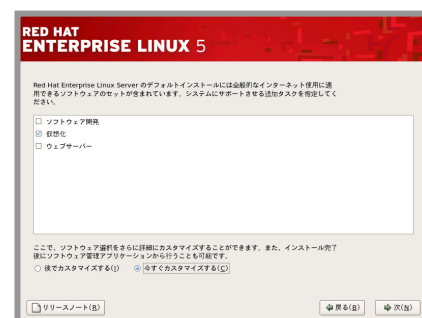 RED HAT
ENTERPRISE LINUX 5
Red Hat Enterprise Linux Server のデフォルトインストールには全般的なインターネット使用に適
用できるソフトウェアのセットが含まれています。システムにサポートさせる追加タスクを指定してく
ださい。
ソフトウェア開発
仮想化
ウェブサーバー
ここで、ソフトウェア選択をさらに詳細にカスタマイズすることができます。また、インストール完了
後にソフトウェア管理アプリケーションから行うことも可能です。
後でカスタマイズする(l) 今すぐカスタマイズする(C)
リリースノート(R) 戻る(B) 次(N)